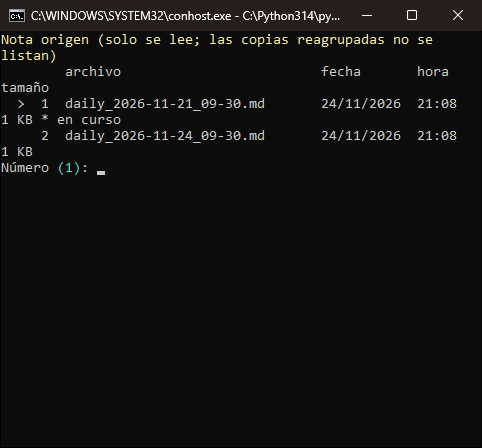 C:\WINDOWS\SYSTEM32\conhost.exe - C:\Python314\py...
Nota origen (solo se lee; las copias reagrupadas no se
listan)
archivo fecha hora
tamaño
> 1 daily_2026-11-21_09-30.md 24/11/2026 21:08
1 KB * en curso
2 daily_2026-11-24_09-30.md 24/11/2026 21:08
1 KB
Número (1):